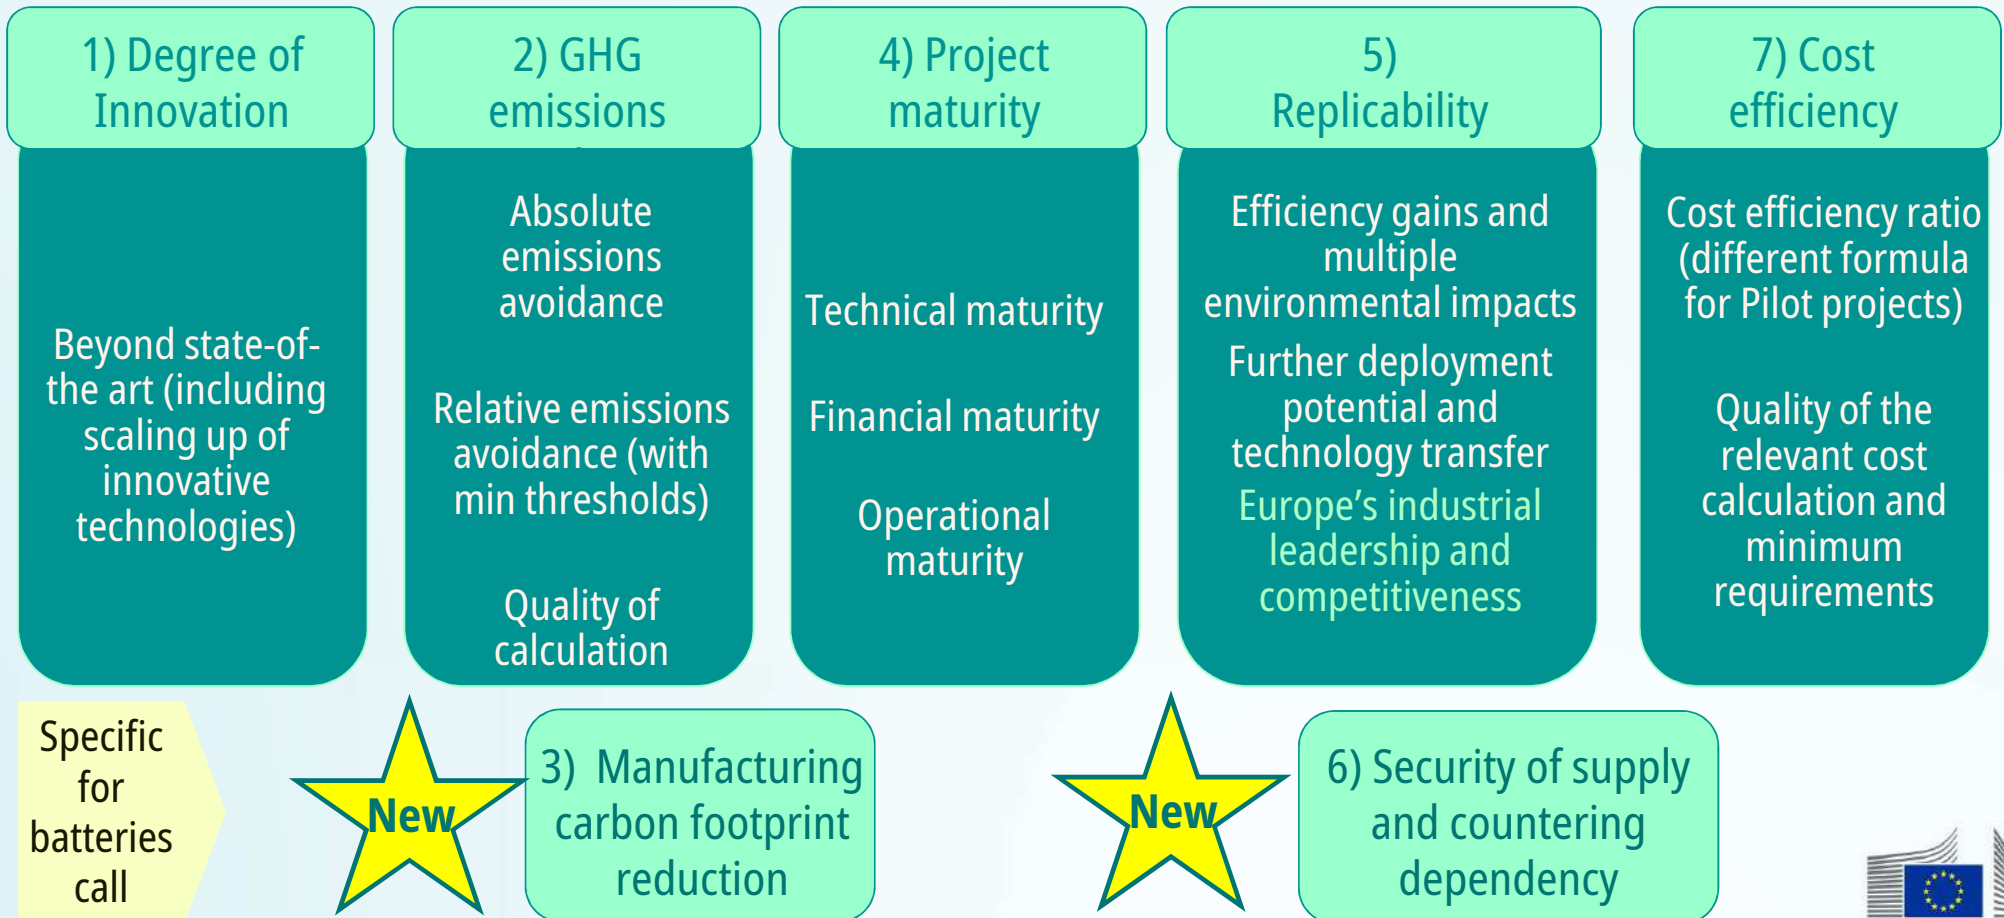 1) Degree of
Innovation
Beyond state-of-
the art (including
scaling up of
innovative
technologies)
2) GHG
emissions
Absolute
emissions
avoidance
Relative emissions
avoidance (with
min thresholds)
Quality of
calculation
4) Project
maturity
Technical maturity
Financial maturity
Operational
maturity
5)
Replicability
Efficiency gains and
multiple
environmental impacts
Further deployment
potential and
technology transfer
Europe’s industrial
leadership and
competitiveness
7) Cost
efficiency
Cost efficiency ratio
(different formula
for Pilot projects)
Quality of the
relevant cost
calculation and
minimum
requirements
Specific
for
batteries
call
New
3) Manufacturing
carbon footprint
reduction
New
6) Security of supply
and countering
dependency